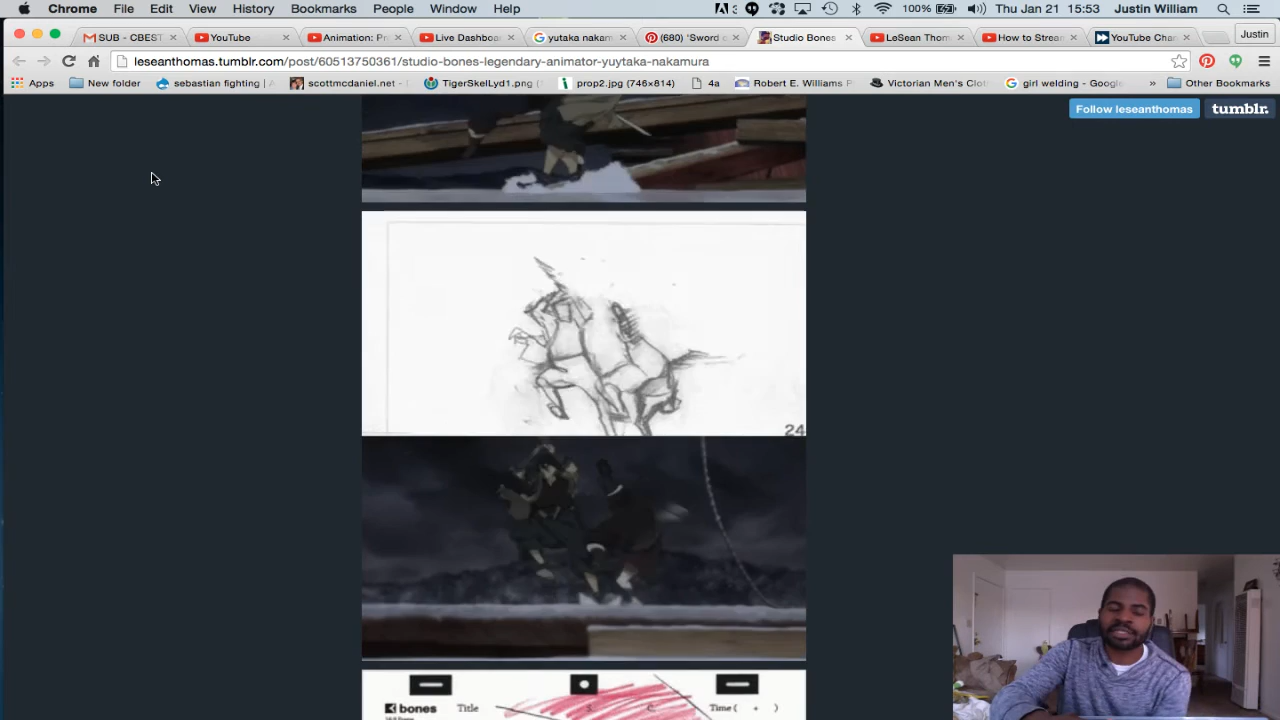 Chrome File Edit View History Bookmarks People Window Help 100% Thu Jan 21 15:53 Justin William
SUB - CBEST YouTube Animation: Pr Live Dashboa yutaka nakam (680) 'Sword Studio Bones LeSean Thom How to Strean YouTube Chan Justin
leseanthomas.tumblr.com/post/60513750361/studio-bones-legendary-animator-yuytaka-nakamura
Apps New folder sebastian fighting | scottmcdaniel.net - TigerSkelLyd1.png ( prop2.jpg (746×814) 4a Robert E. Williams P Victorian Men's Clot girl welding - Google » Other Bookmarks
Follow leseanthomas tumblr.
24
bones Title S. C. Time ( + )